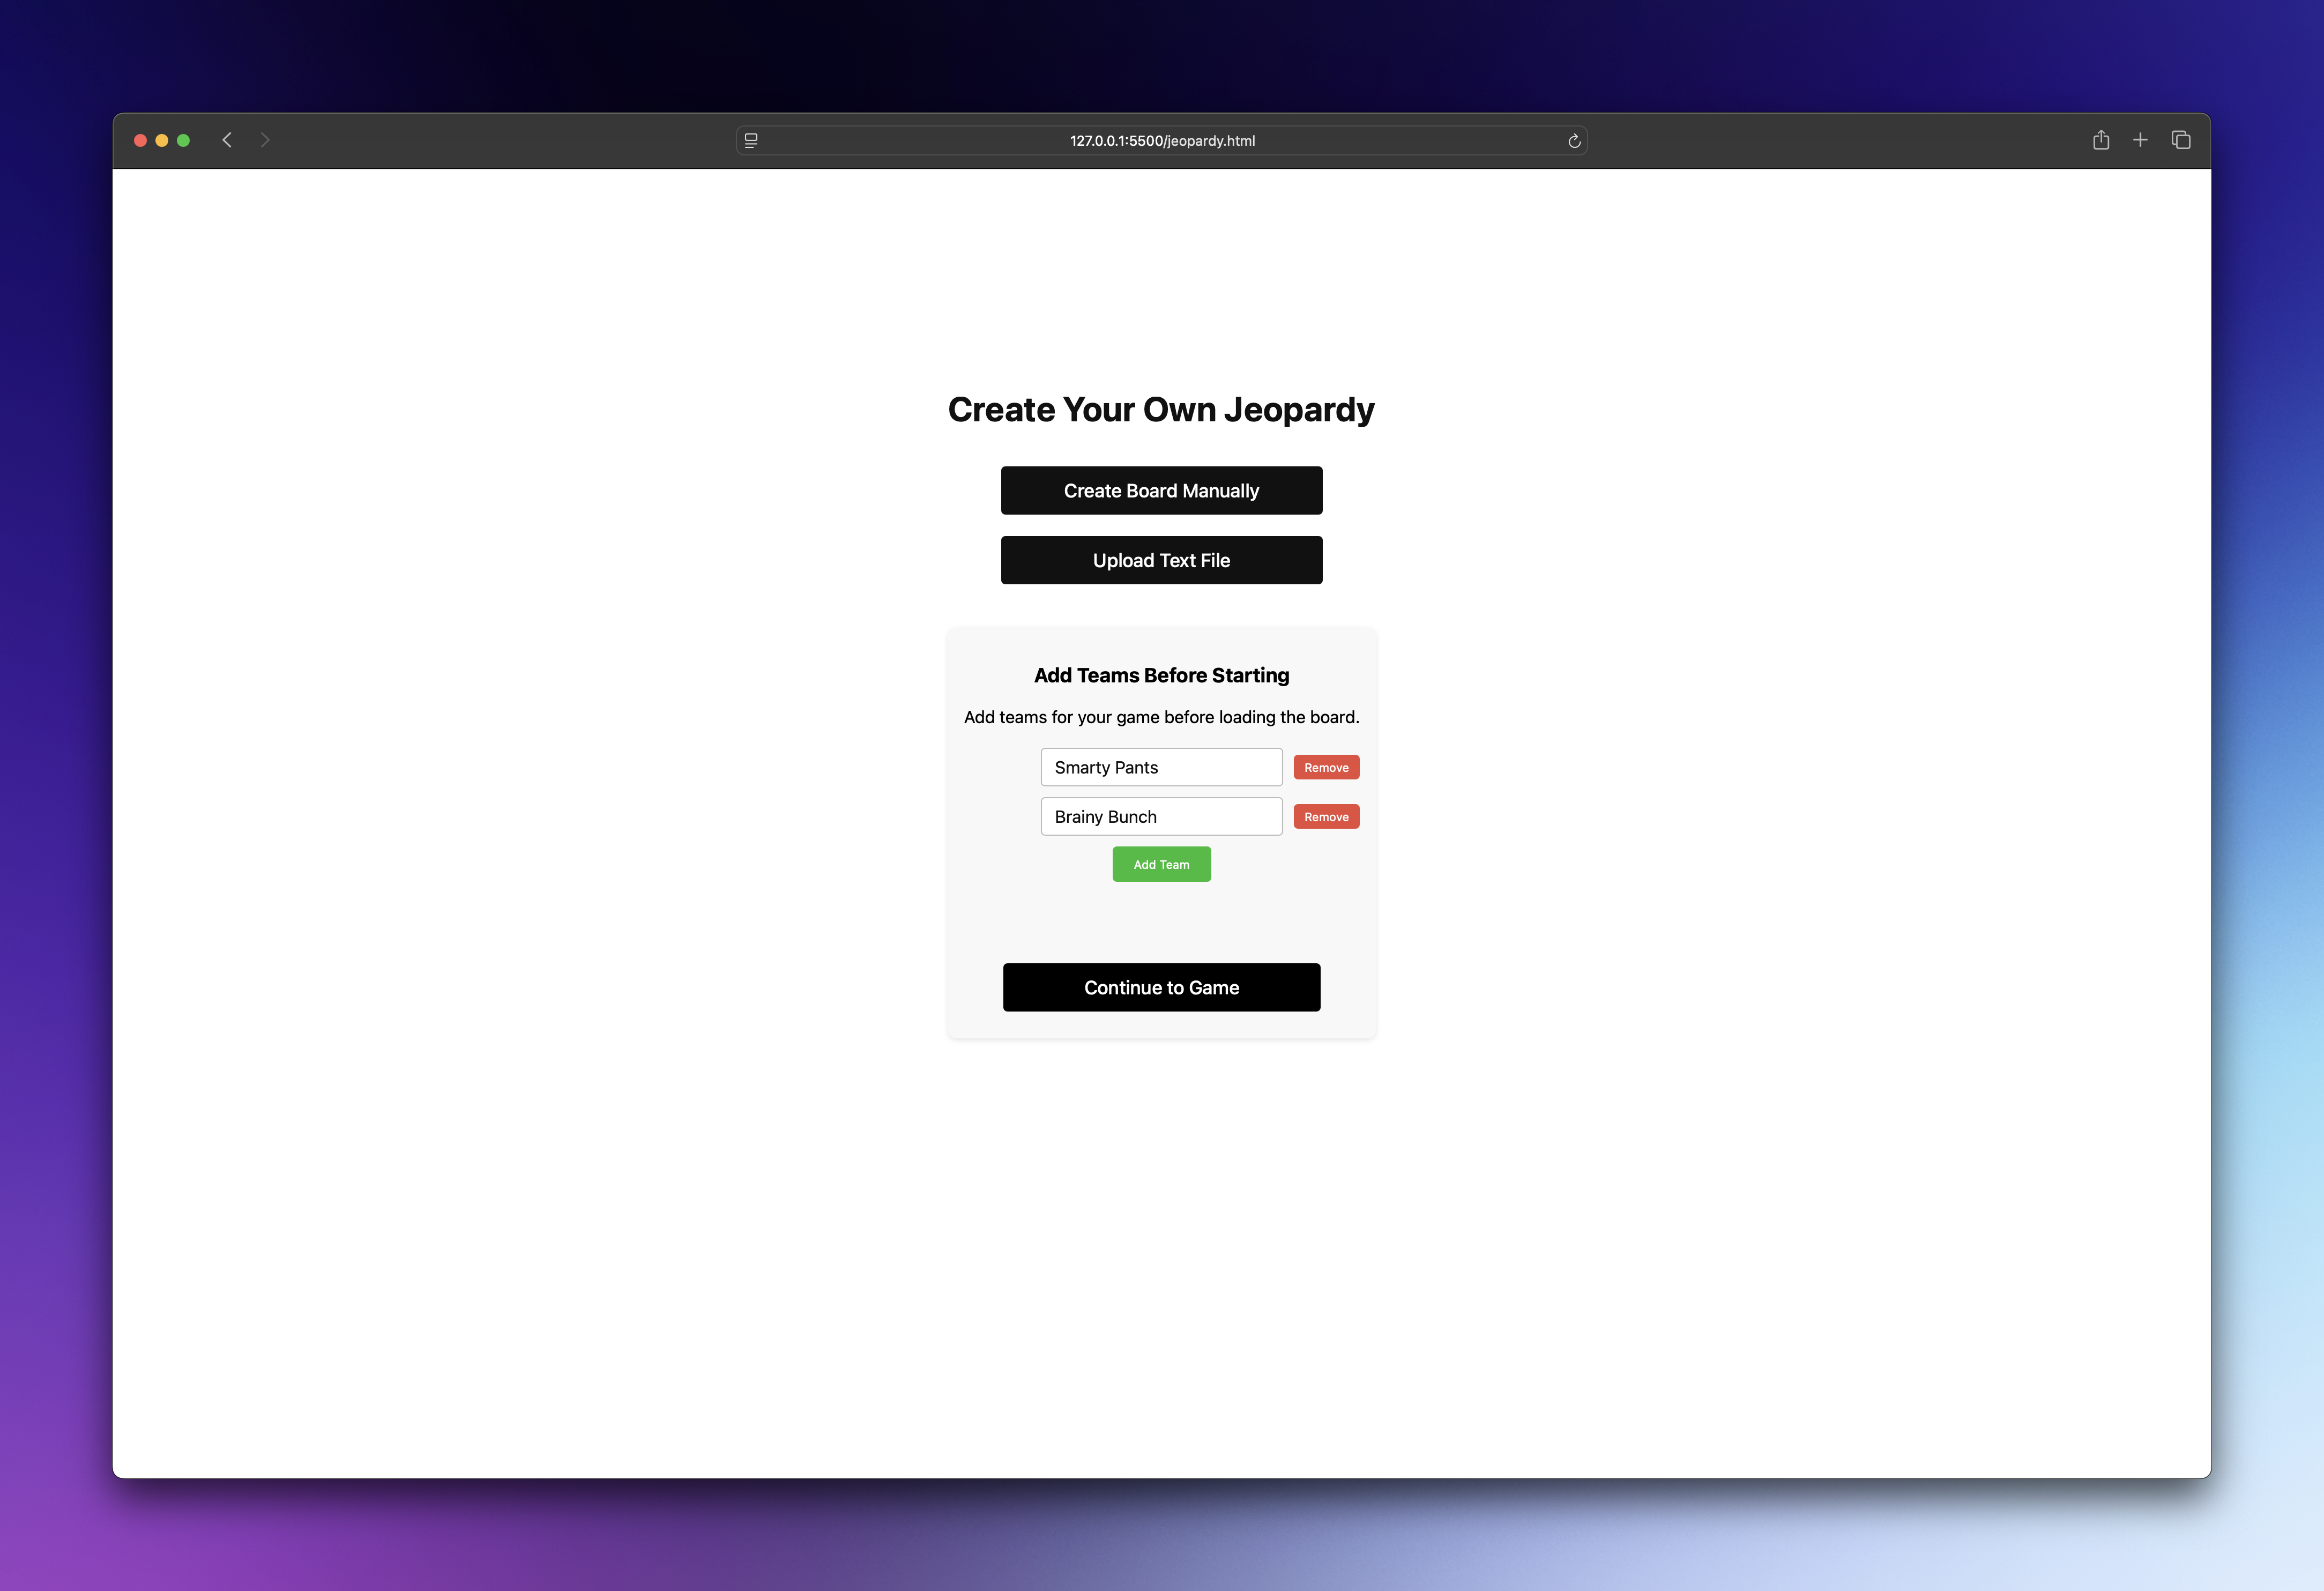 127.0.0.1:5500/jeopardy.html
Create Your Own Jeopardy
Create Board Manually
Upload Text File
Add Teams Before Starting
Add teams for your game before loading the board.
Smarty Pants
Remove
Brainy Bunch
Remove
Add Team
Continue to Game